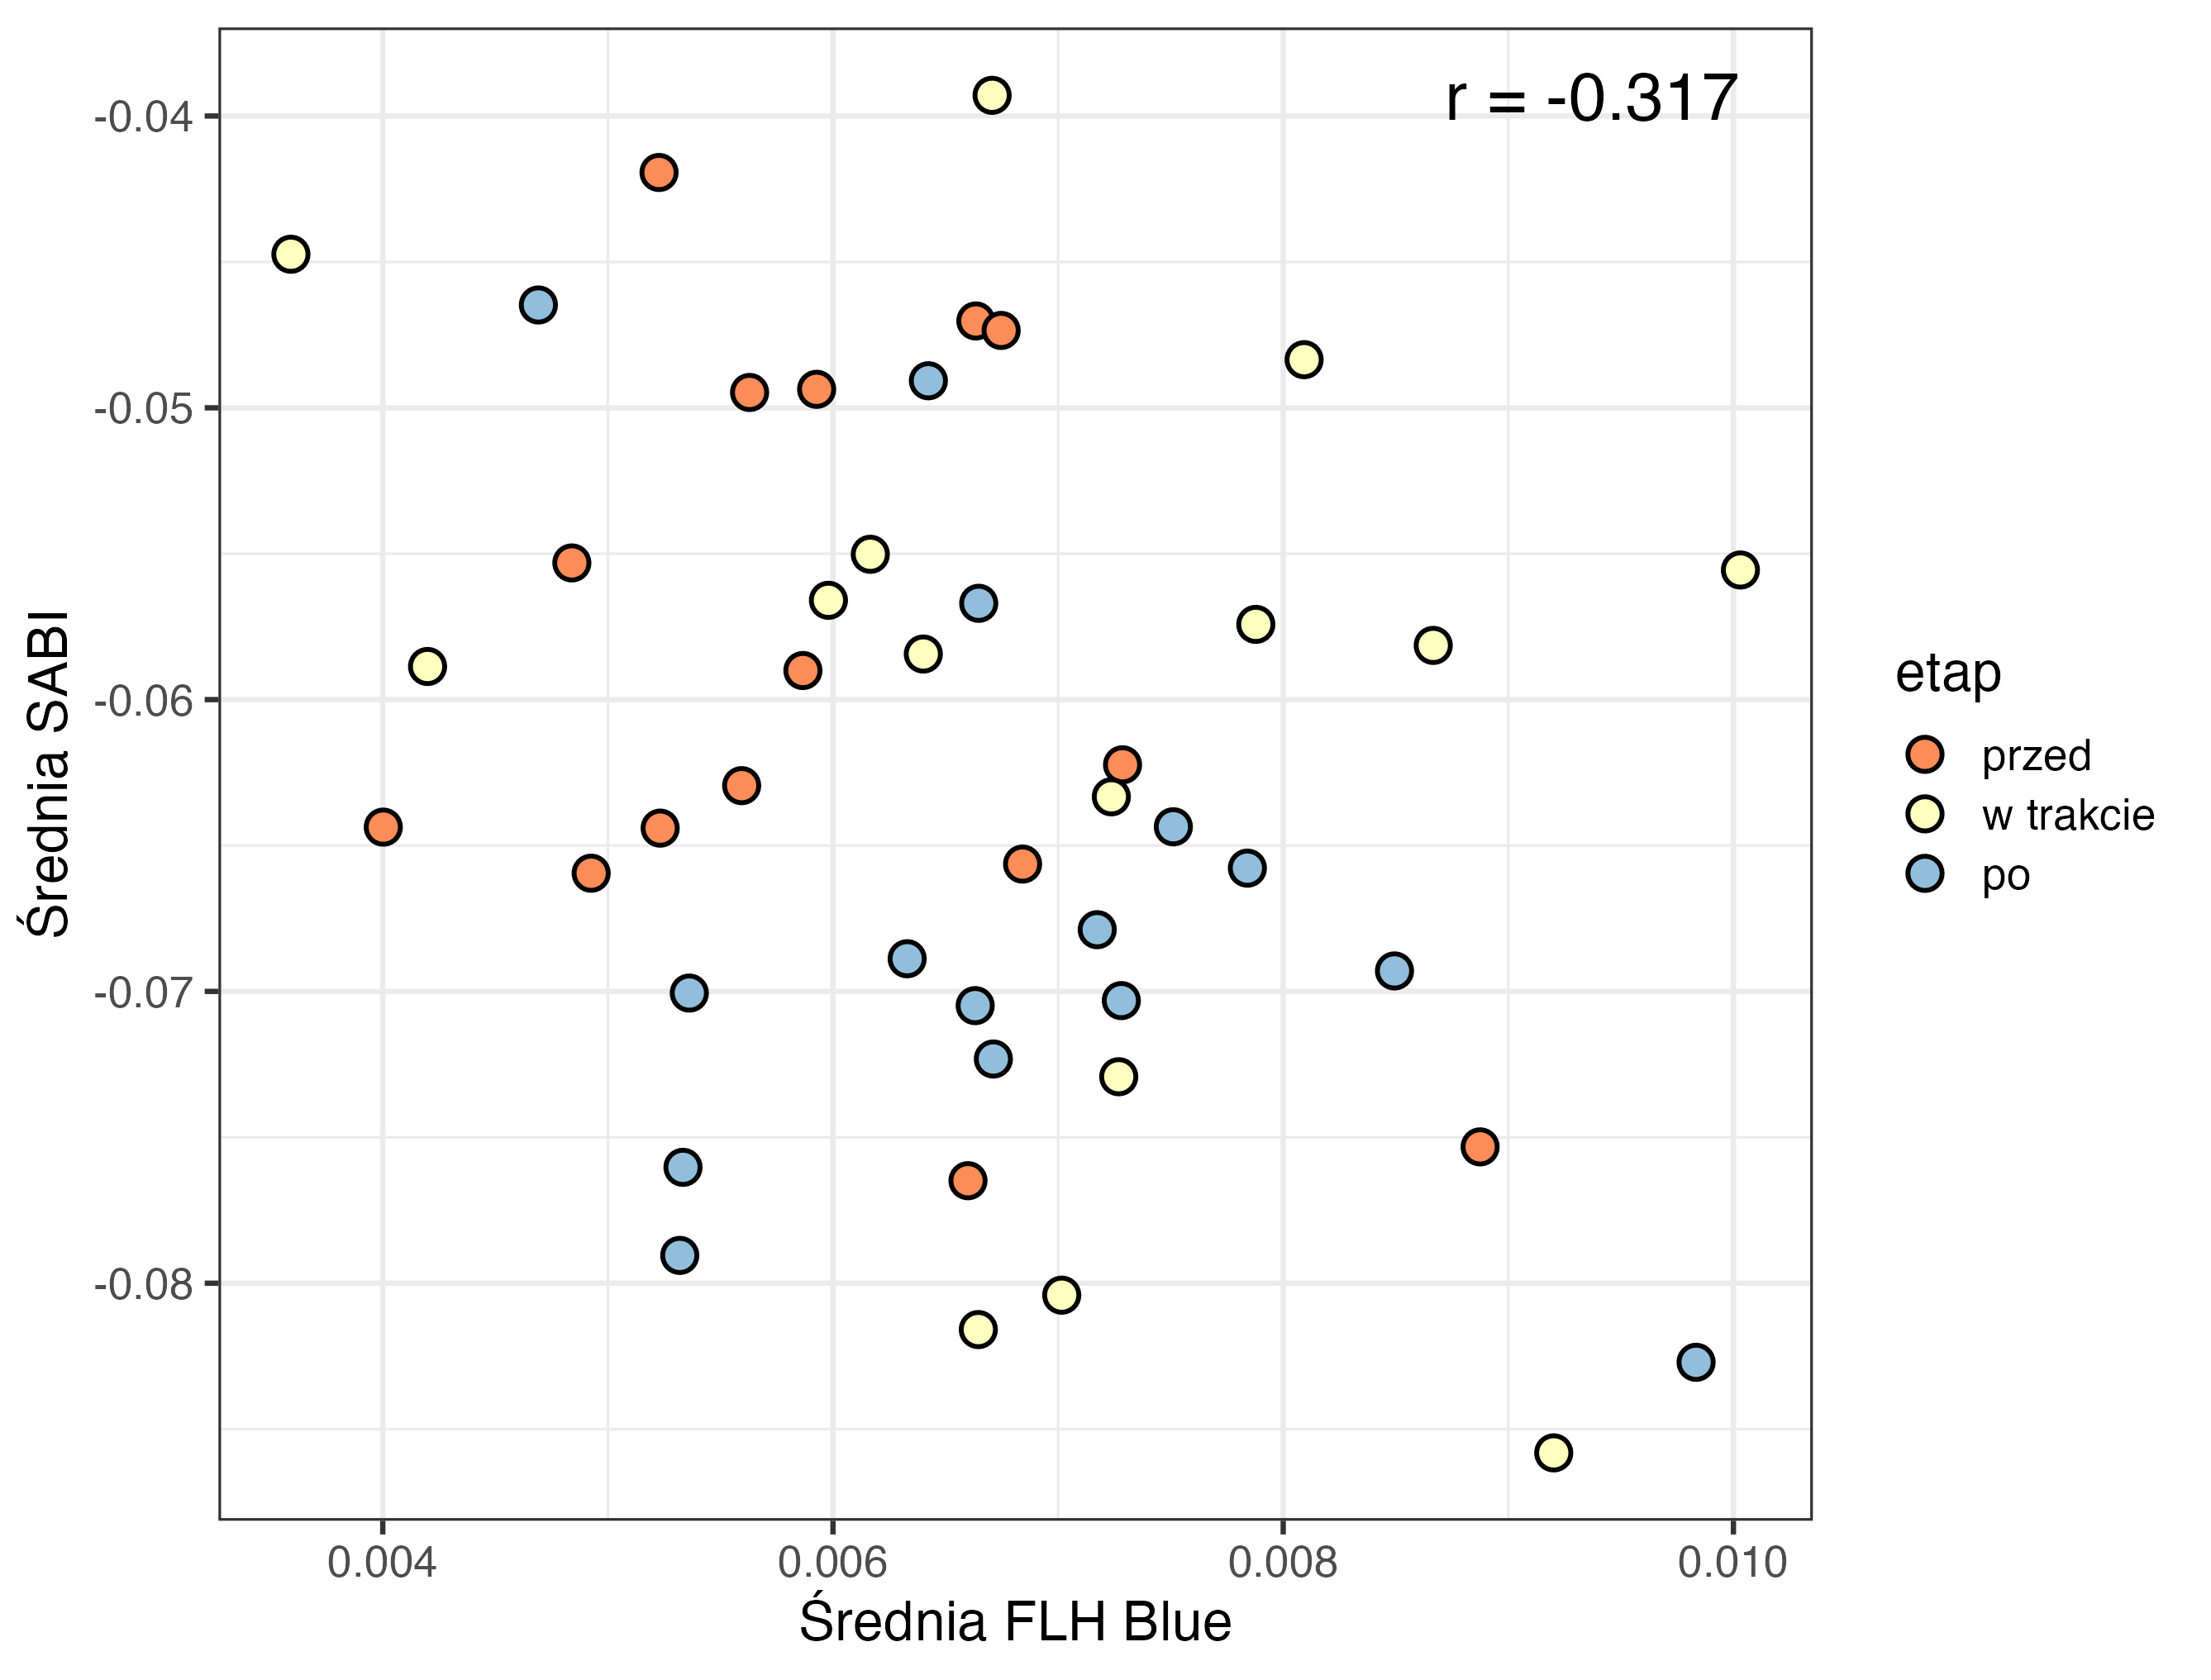 r = -0.317
-0.04
-0.05
-0.06
-0.07
-0.08
Średnia SABI
0.004
0.006
0.008
0.010
Średnia FLH Blue
etap
przed
w trakcie
po